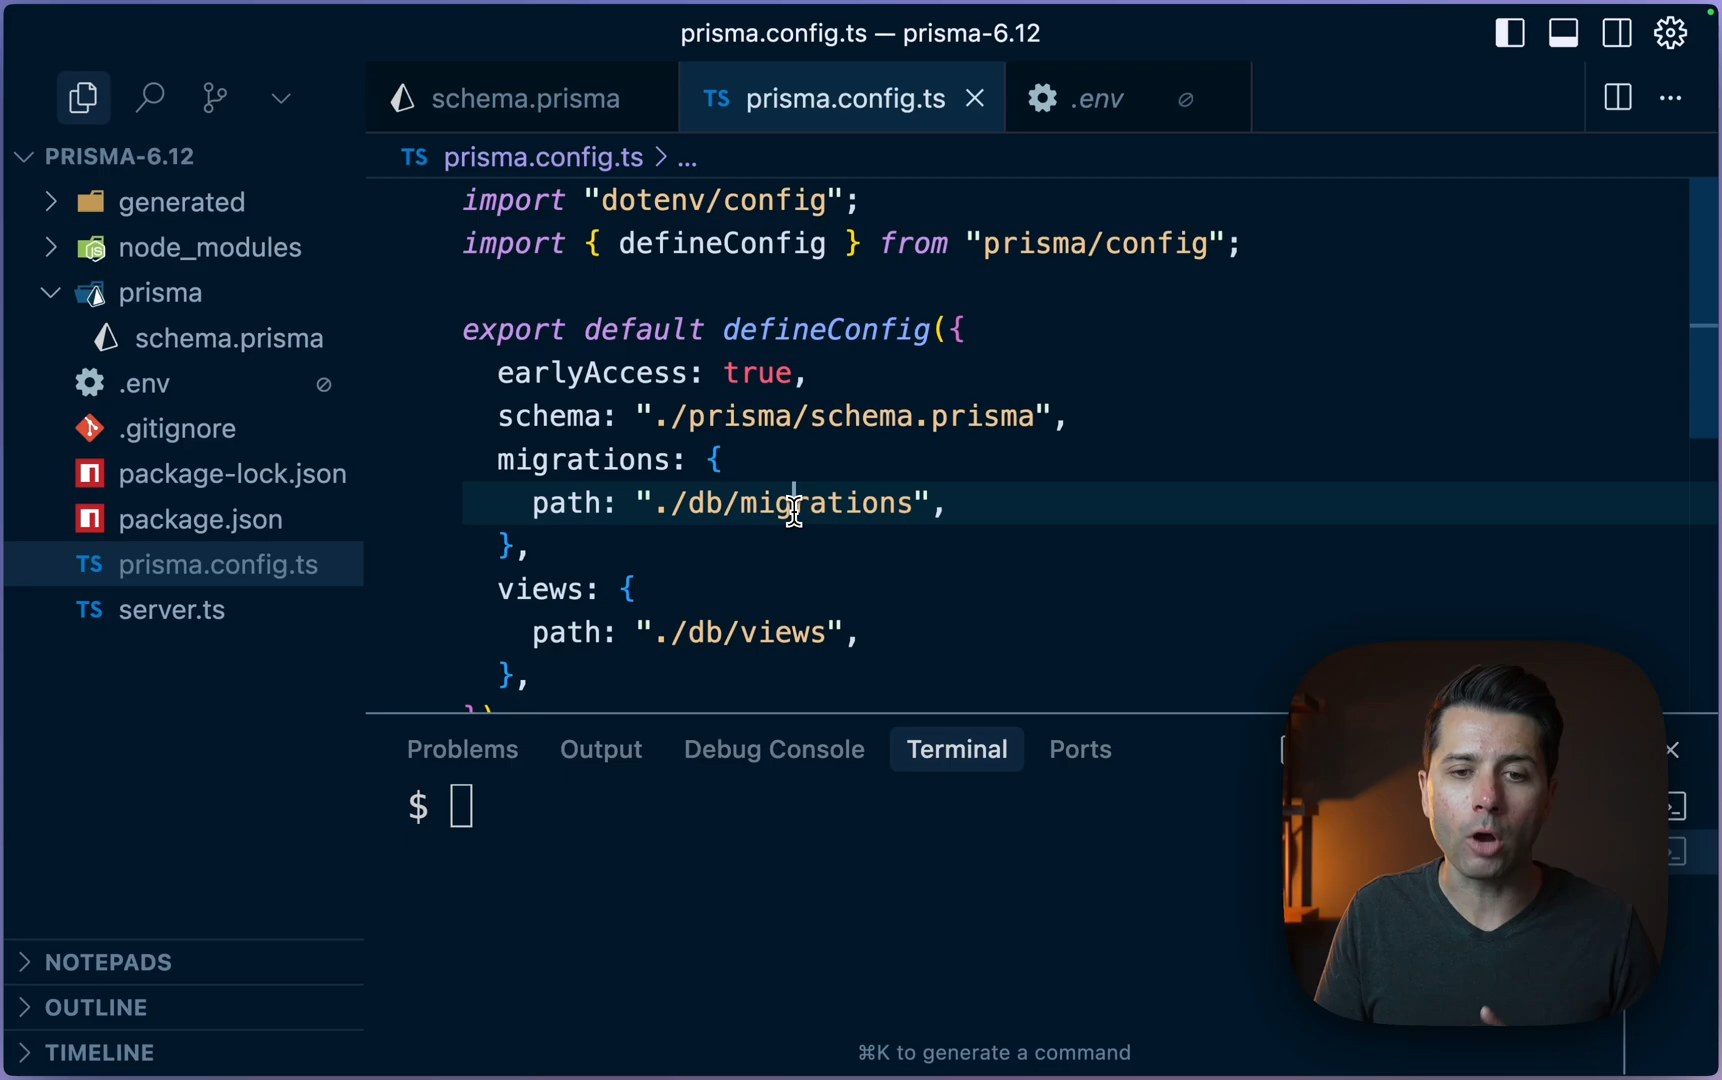 prisma.config.ts — prisma-6.12
schema.prisma
TS prisma.config.ts
.env
PRISMA-6.12
TS prisma.config.ts > ...
generated
node_modules
prisma
schema.prisma
.env
.gitignore
package-lock.json
package.json
TS prisma.config.ts
TS server.ts
import "dotenv/config";
import { defineConfig } from "prisma/config";
export default defineConfig({
earlyAccess: true,
schema: "./prisma/schema.prisma",
migrations: {
path: "./db/migrations",
},
views: {
path: "./db/views",
},
})
Problems Output Debug Console Terminal Ports
$
NOTEPADS
OUTLINE
TIMELINE
⌘K to generate a command